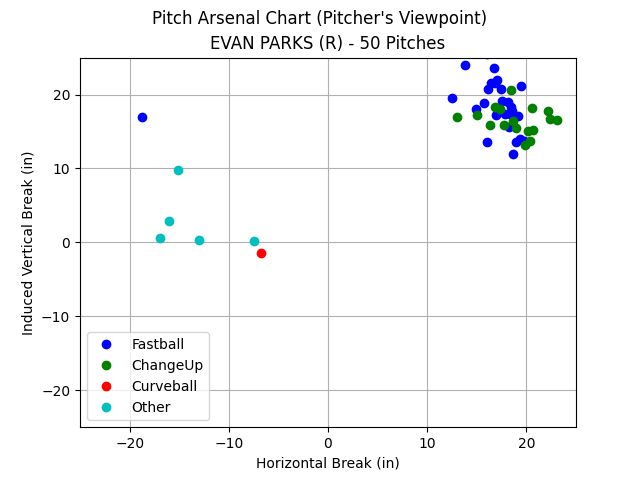 Pitch Arsenal Chart (Pitcher's Viewpoint)
EVAN PARKS (R) - 50 Pitches
Induced Vertical Break (in)
20
10
0
−10
−20
Fastball
ChangeUp
Curveball
Other
−20 −10 0 10 20
Horizontal Break (in)